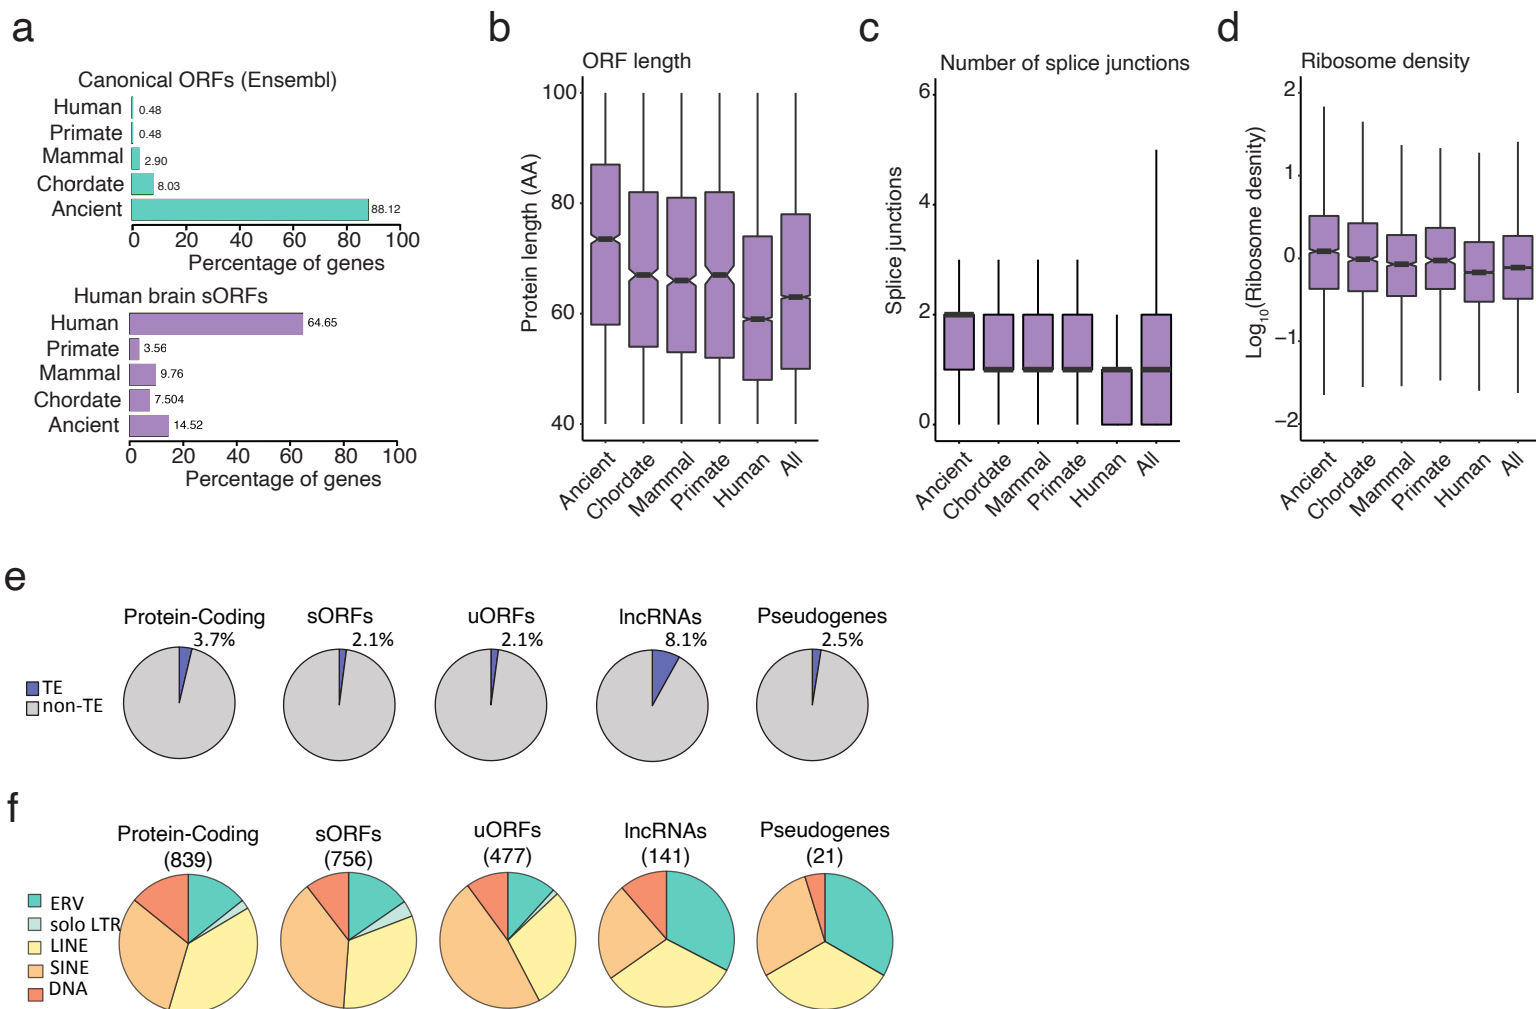 a
Canonical ORFs (Ensembl)
Human 0.48
Primate 0.48
Mammal 2.90
Chordate 8.03
Ancient 88.12
0 20 40 60 80 100
Percentage of genes
Human brain sORFs
Human 64.65
Primate 3.56
Mammal 9.76
Chordate 7.504
Ancient 14.52
0 20 40 60 80 100
Percentage of genes
b
ORF length
Protein length (AA)
100
80
60
40
Ancient Chordate Mammal Primate Human All
c
Number of splice junctions
Splice junctions
6
4
2
0
Ancient Chordate Mammal Primate Human All
d
Ribosome density
Log10(Ribosome desnity)
2
1
0
−1
−2
Ancient Chordate Mammal Primate Human All
e
Protein-Coding sORFs uORFs lncRNAs Pseudogenes
3.7% 2.1% 2.1% 8.1% 2.5%
TE
non-TE
f
Protein-Coding sORFs uORFs lncRNAs Pseudogenes
(839) (756) (477) (141) (21)
ERV
solo LTR
LINE
SINE
DNA